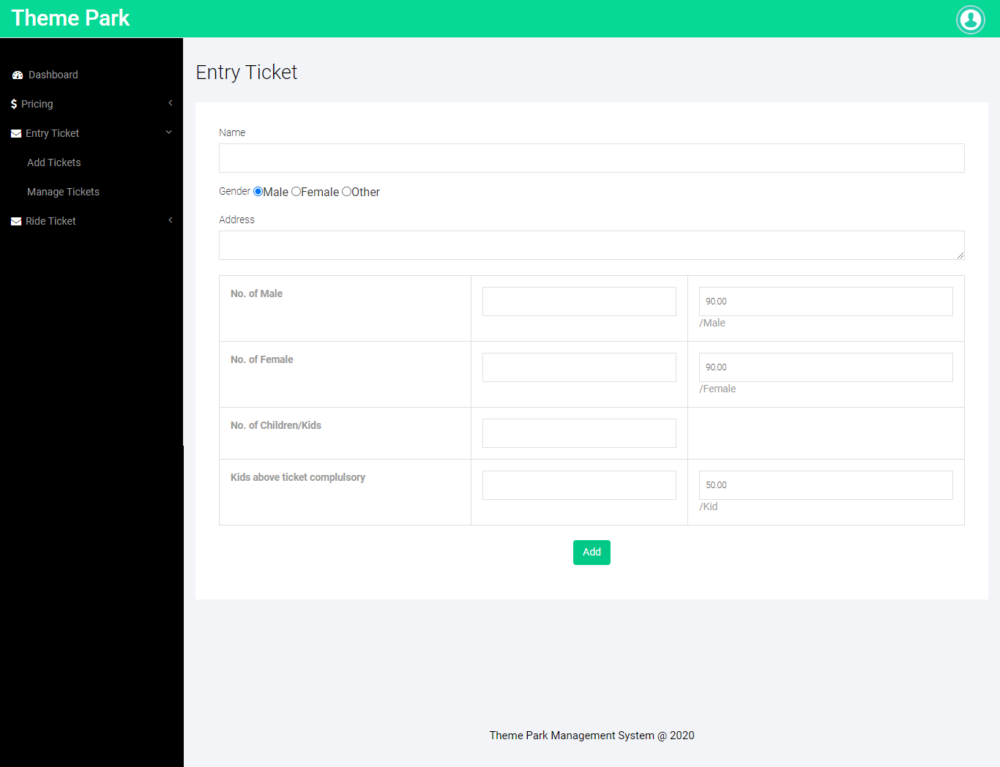 Theme Park
Dashboard
Pricing
Entry Ticket
Add Tickets
Manage Tickets
Ride Ticket
Entry Ticket
Name
Gender Male Female Other
Address
No. of Male
90.00
/Male
No. of Female
90.00
/Female
No. of Children/Kids
Kids above ticket complulsory
50.00
/Kid
Add
Theme Park Management System @ 2020